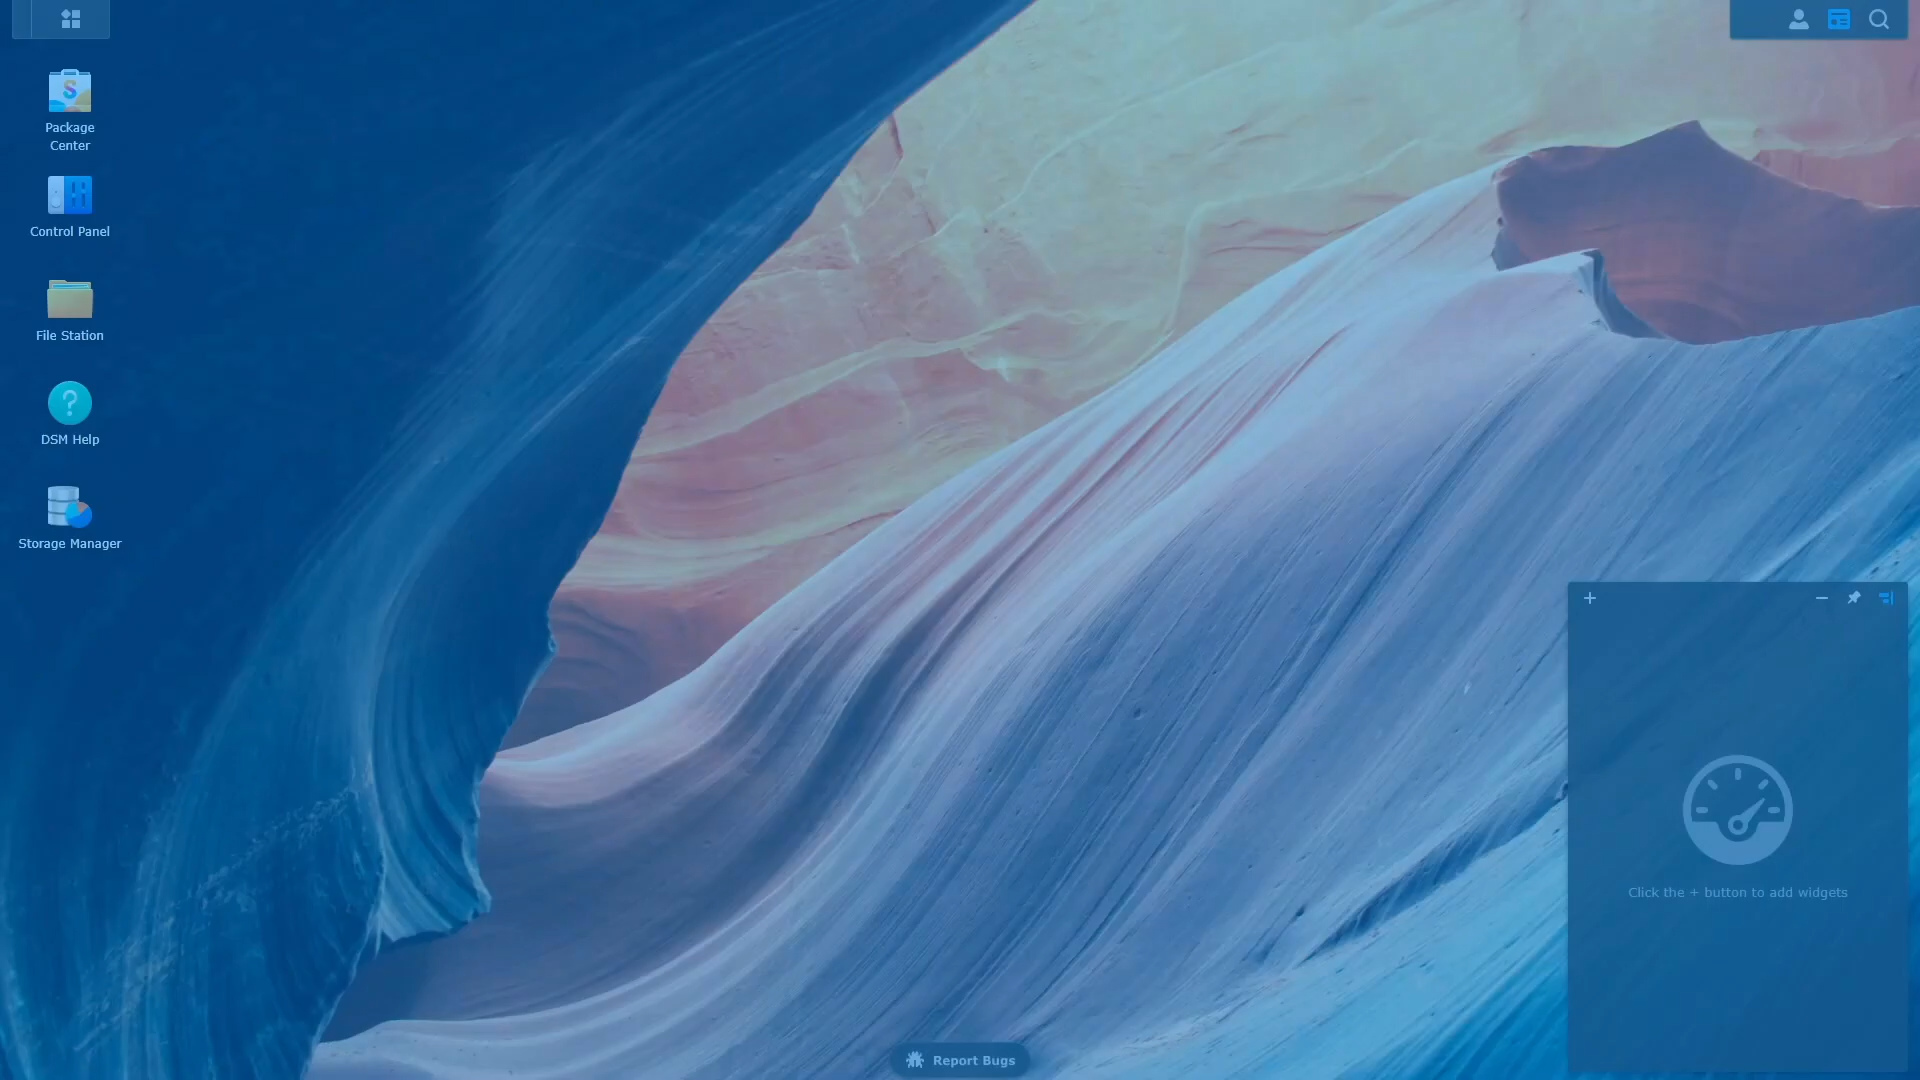 Package
Center
Control Panel
File Station
DSM Help
Storage Manager
Click the + button to add widgets
Report Bugs